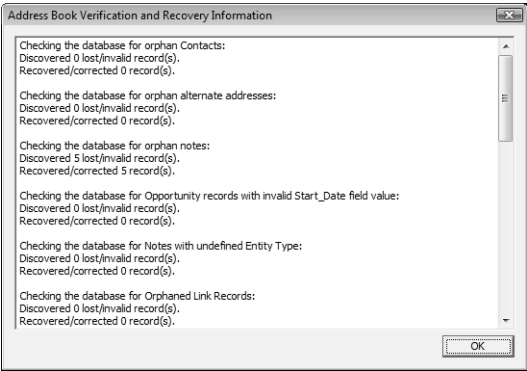 Address Book Verification and Recovery Information
Checking the database for orphan Contacts:
Discovered 0 lost/invalid record(s).
Recovered/corrected 0 record(s).
Checking the database for orphan alternate addresses:
Discovered 0 lost/invalid record(s).
Recovered/corrected 0 record(s).
Checking the database for orphan notes:
Discovered 5 lost/invalid record(s).
Recovered/corrected 5 record(s).
Checking the database for Opportunity records with invalid Start_Date field value:
Discovered 0 lost/invalid record(s).
Recovered/corrected 0 record(s).
Checking the database for Notes with undefined Entity Type:
Discovered 0 lost/invalid record(s).
Recovered/corrected 0 record(s).
Checking the database for Orphaned Link Records:
Discovered 0 lost/invalid record(s).
Recovered/corrected 0 record(s).
OK